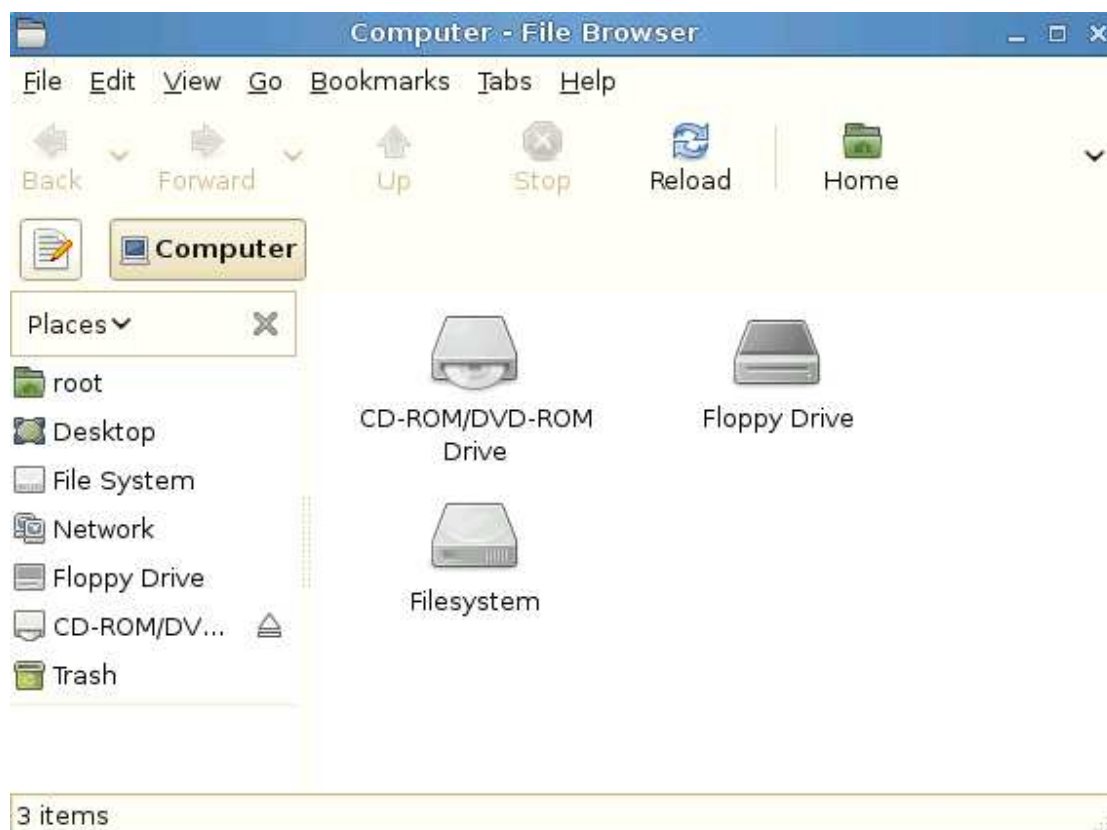 Computer - File Browser
File Edit View Go Bookmarks Tabs Help
Back Forward Up Stop Reload Home
Computer
Places
root
Desktop
File System
Network
Floppy Drive
CD-ROM/DV...
Trash
CD-ROM/DVD-ROM
Drive
Floppy Drive
Filesystem
3 items